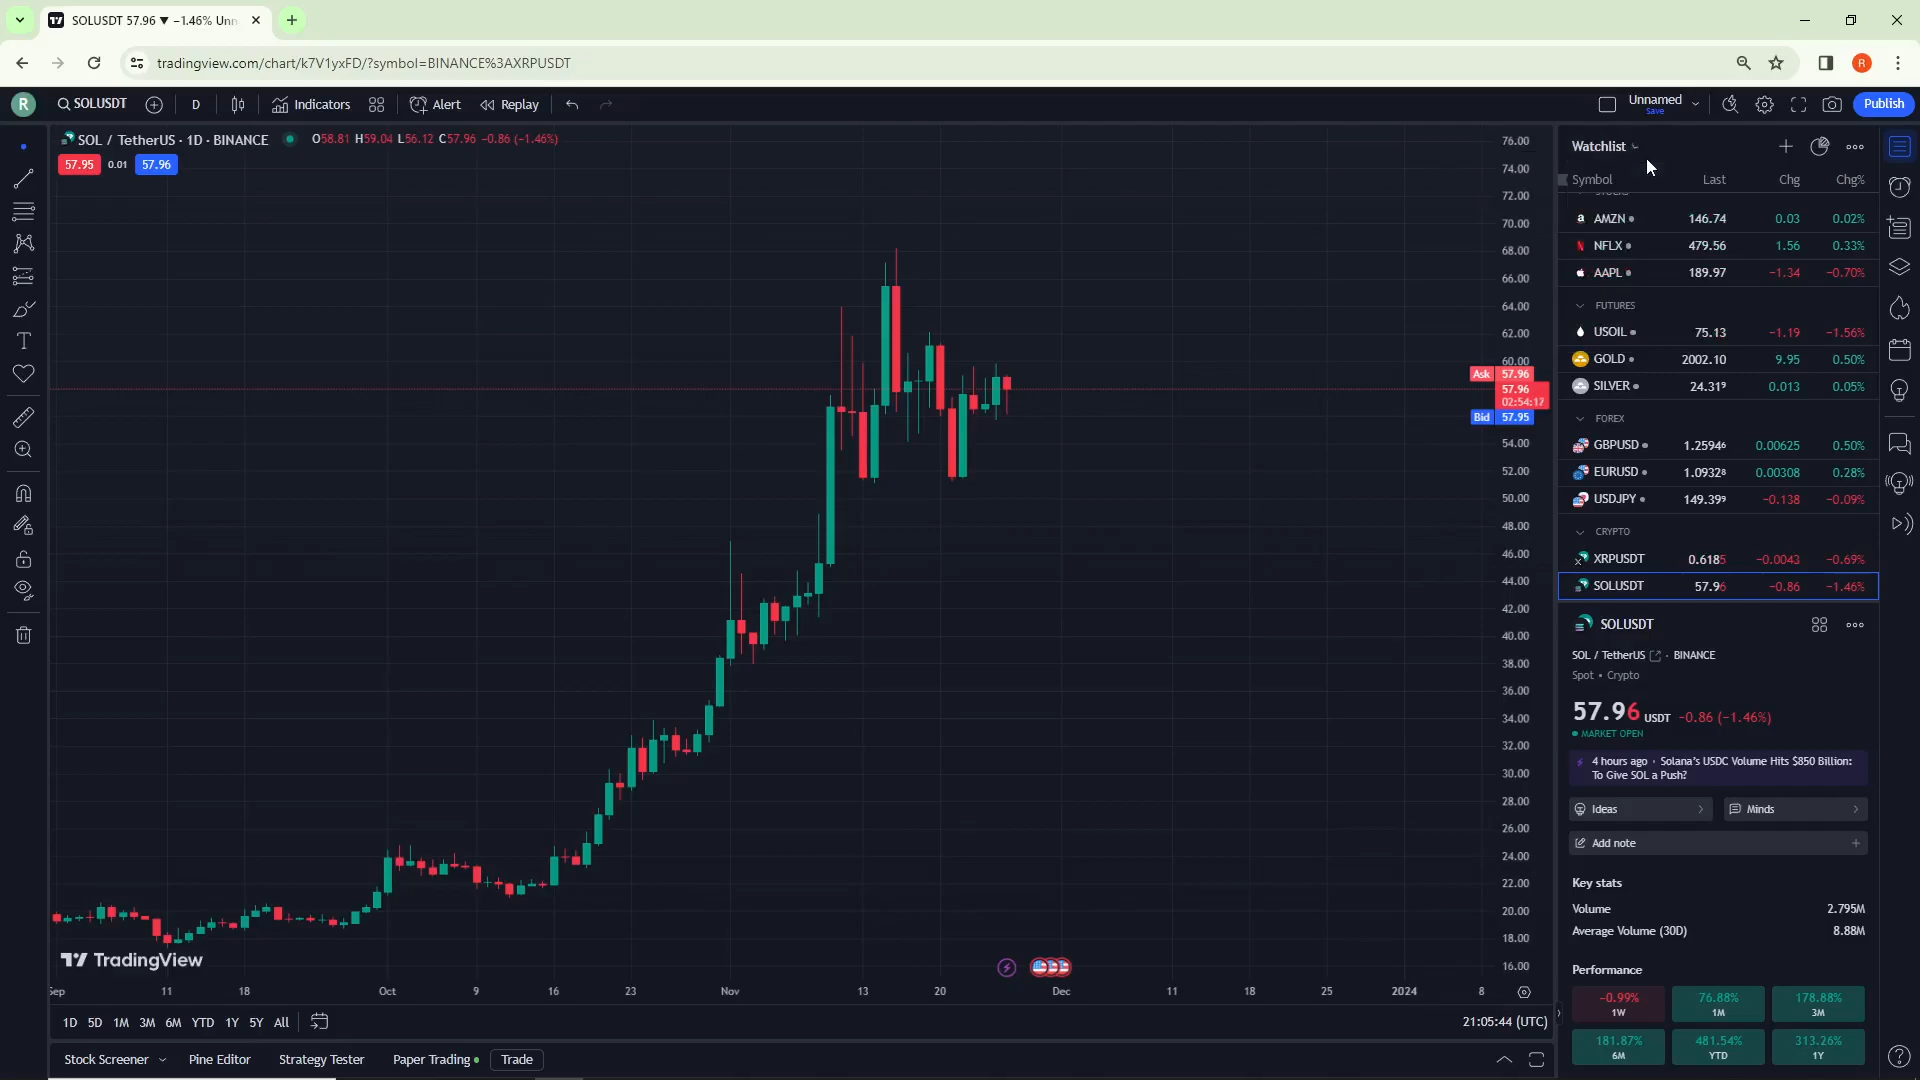 SOLUSDT 57.96 ▼ −1.46% Unn
tradingview.com/chart/k7V1yxFD/?symbol=BINANCE%3AXRPUSDT
R
R SOLUSDT D Indicators Alert Replay Unnamed Save Publish
SOL / TetherUS · 1D · BINANCE O58.81 H59.04 L56.12 C57.96 −0.86 (−1.46%)
57.95 0.01 57.96
76.00
74.00
72.00
70.00
68.00
66.00
64.00
62.00
60.00
Ask 57.96
57.96
02:54:17
Bid 57.95
54.00
52.00
50.00
48.00
46.00
44.00
42.00
40.00
38.00
36.00
34.00
32.00
30.00
28.00
26.00
24.00
22.00
20.00
18.00
16.00
TradingView
Sep 11 18 Oct 9 16 23 Nov 13 20 Dec 11 18 25 2024 8
1D 5D 1M 3M 6M YTD 1Y 5Y All 21:05:44 (UTC)
Stock Screener Pine Editor Strategy Tester Paper Trading Trade
Watchlist
Symbol Last Chg Chg%
AMZN 146.74 0.03 0.02%
NFLX 479.56 1.56 0.33%
AAPL 189.97 −1.34 −0.70%
FUTURES
USOIL 75.13 −1.19 −1.56%
GOLD 2002.10 9.95 0.50%
SILVER 24.319 0.013 0.05%
FOREX
GBPUSD 1.25946 0.00625 0.50%
EURUSD 1.09328 0.00308 0.28%
USDJPY 149.399 −0.138 −0.09%
CRYPTO
XRPUSDT 0.6185 −0.0043 −0.69%
SOLUSDT 57.96 −0.86 −1.46%
SOLUSDT
SOL / TetherUS · BINANCE
Spot • Crypto
57.96 USDT −0.86 (−1.46%)
MARKET OPEN
4 hours ago · Solana's USDC Volume Hits $850 Billion:
To Give SOL a Push?
Ideas Minds
Add note
Key stats
Volume 2.795M
Average Volume (30D) 8.88M
Performance
−0.99% 76.88% 178.88%
1W 1M 3M
181.87% 481.54% 313.26%
6M YTD 1Y